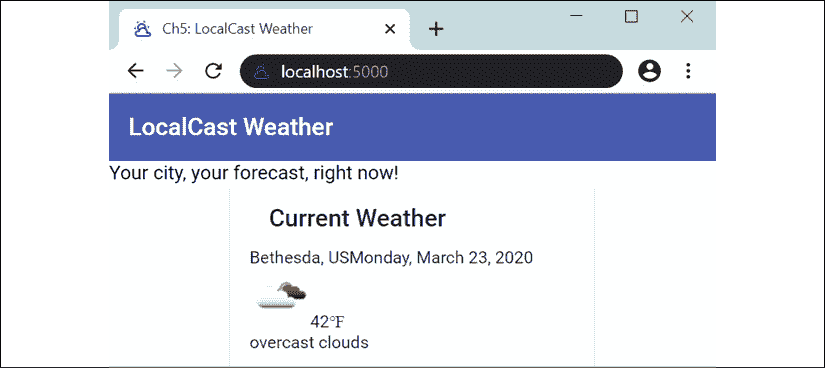 Ch5: LocalCast Weather
localhost:5000
LocalCast Weather
Your city, your forecast, right now!
Current Weather
Bethesda, USMonday, March 23, 2020
42°F
overcast clouds